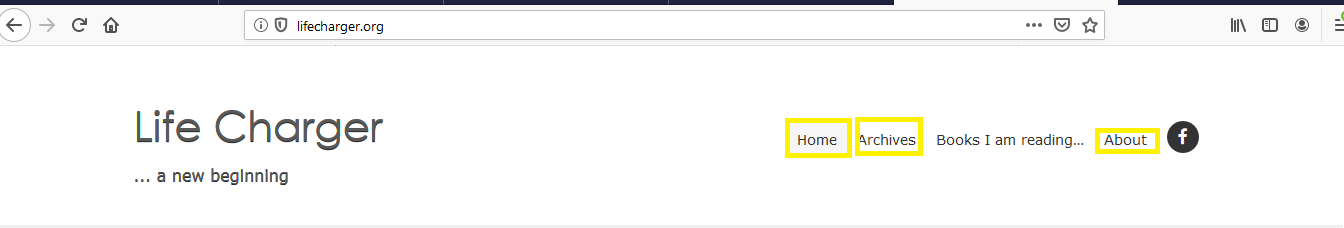 lifecharger.org
Life Charger
Home Archives Books I am reading... About f
... a new beginning